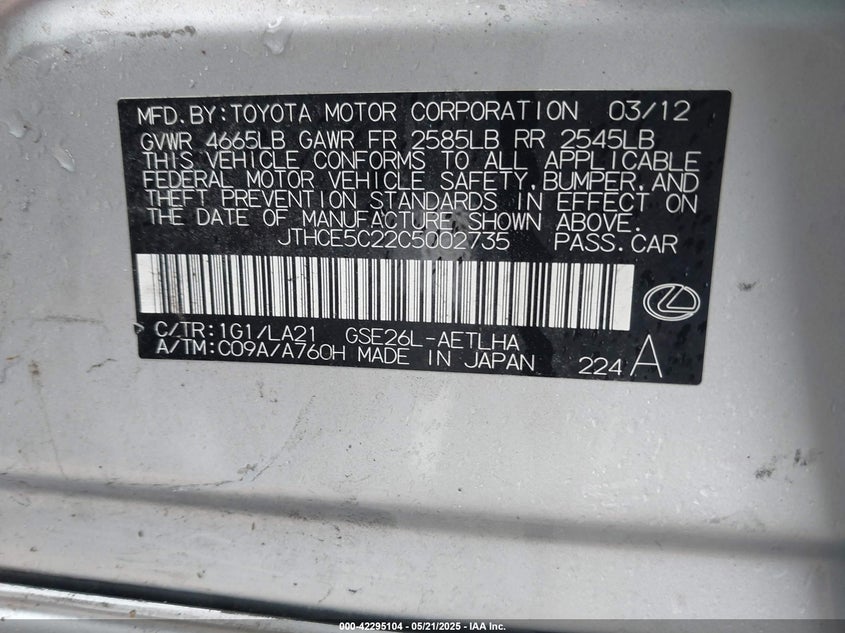 MFD.BY:TOYOTA MOTOR CORPORATION 03/12
GVWR 4665LB GAWR FR 2585LB RR 2545LB
THIS VEHICLE CONFORMS TO ALL APPLICABLE
FEDERAL MOTOR VEHICLE SAFETY,BUMPER,AND
THEFT PREVENTION STANDARDS IN EFFECT ON
THE DATE OF MANUFACTURE SHOWN ABOVE.
JTHCE5C22C5002735 PASS.CAR
C/TR:1G1/LA21 GSE26L-AETLHA
A/TM:C09A/A760H MADE IN JAPAN 224 A
000-42295104 - 05/21/2025 - IAA Inc.